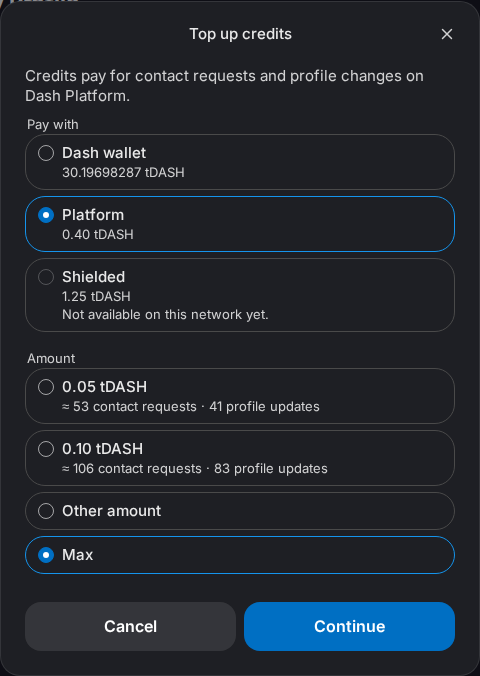 Top up credits
Credits pay for contact requests and profile changes on
Dash Platform.
Pay with
Dash wallet
30.19698287 tDASH
Platform
0.40 tDASH
Shielded
1.25 tDASH
Not available on this network yet.
Amount
0.05 tDASH
≈ 53 contact requests · 41 profile updates
0.10 tDASH
≈ 106 contact requests · 83 profile updates
Other amount
Max
Cancel
Continue